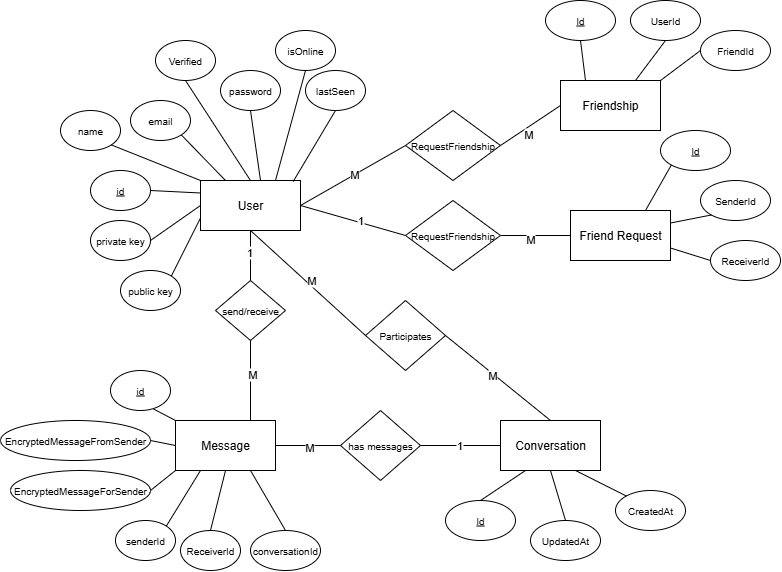 Id
UserId
FriendId
Friendship
isOnline
Verified
password
lastSeen
email
name
id
private key
public key
User
M
RequestFriendship
M
Id
SenderId
ReceiverId
Friend Request
1
RequestFriendship
M
1
send/receive
M
M
Participates
M
id
EncryptedMessageFromSender
EncryptedMessageForSender
Message
senderId
ReceiverId
conversationId
M
has messages
1
Conversation
Id
UpdatedAt
CreatedAt